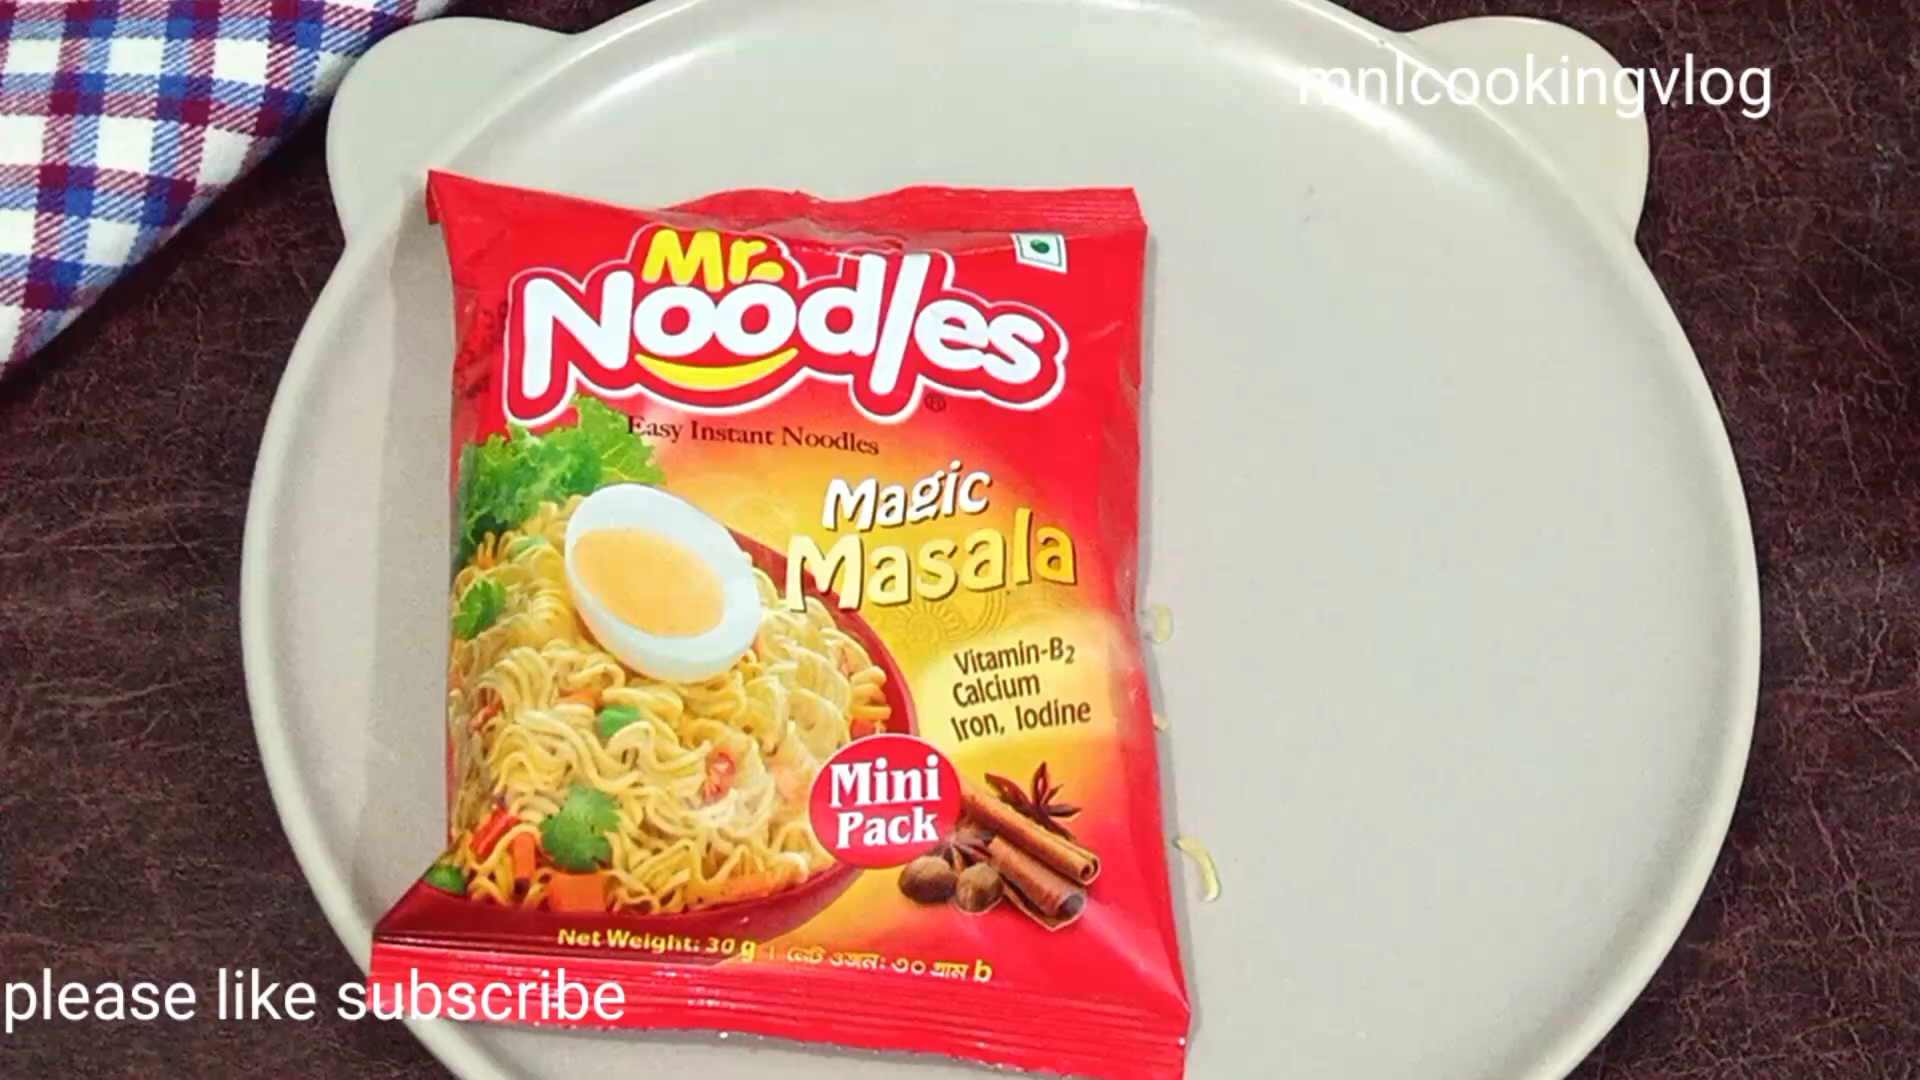 mnlcookingvlog
Mr.
Noodles
®
Easy Instant Noodles
Magic
Masala
Vitamin-B₂
Calcium
Iron, Iodine
Mini
Pack
Net Weight: 30 g | নেট ওজন: ৩০ গ্রাম b
please like subscribe